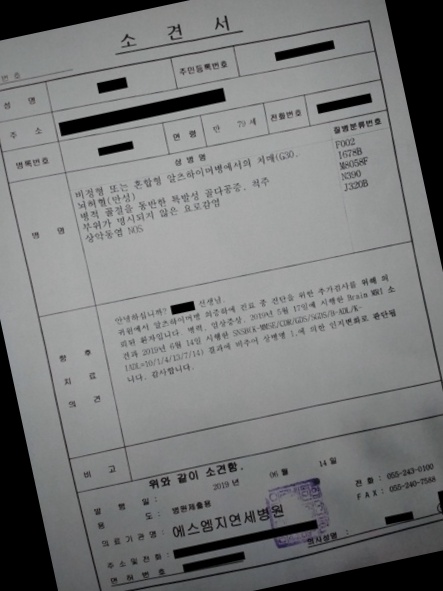 소 견 서
번 호
성 명
주민등록번호
주 소
병록번호
연 령
만 79 세
전화번호
상 병 명
질병분류번호
병 명
비정형 또는 혼합형 알츠하이머병에서의 치매(G30. F002
뇌허혈(만성) I678B
병적 골절을 동반한 특발성 골다공증, 척주 M8058F
부위가 명시되지 않은 요로감염 N390
상악동염 NOS J320B
향 후
치 료
의 견
안녕하십니까? 선생님.
귀원에서 알츠하이머병 의증하에 진료 중 진단을 위한 추가검사를 위해 의
뢰된 환자입니다. 병력, 임상증상, 2019년 5월 17일에 시행한 Brain MRI 소
견과 2019년 6월 14일 시행한 결과에 비추어 상병명 1.에 의한 인지변화로 판단됩
니다. 감사합니다.
비 고
위와 같이 소견함.
발 행 일 : 2019 년 06 월 14 일
용 도 : 병원제출용
의료기관명 : 에스엠지연세병원
전 화 : 055-243-0100
FAX : 055-240-7588
주소및전화 :
면 허 번 호
의사성명 :